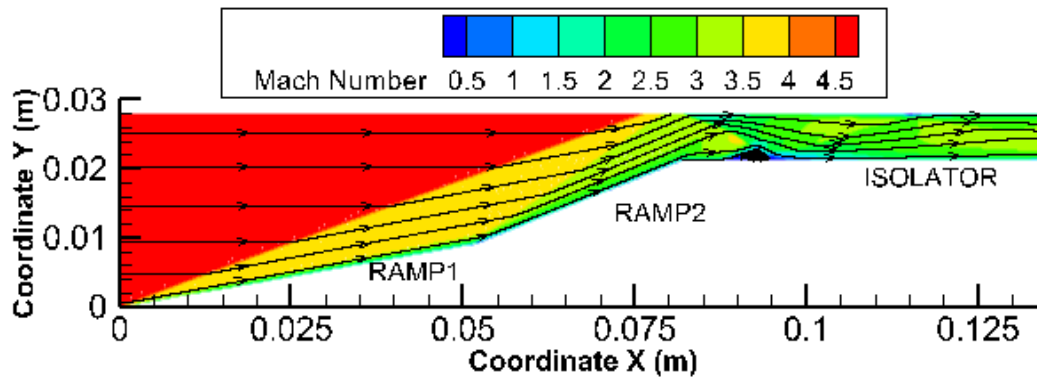 Mach Number 0.5 1 1.5 2 2.5 3 3.5 4 4.5
Coordinate Y (m)
0.03
0.02
0.01
0
ISOLATOR
RAMP2
RAMP1
0 0.025 0.05 0.075 0.1 0.125
Coordinate X (m)